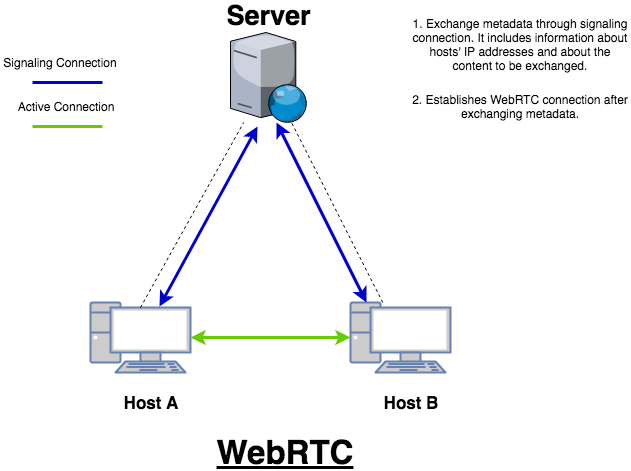 Server
Signaling Connection
Active Connection
1. Exchange metadata through signaling
connection. It includes information about
hosts' IP addresses and about the
content to be exchanged.
2. Establishes WebRTC connection after
exchanging metadata.
Host A
Host B
WebRTC